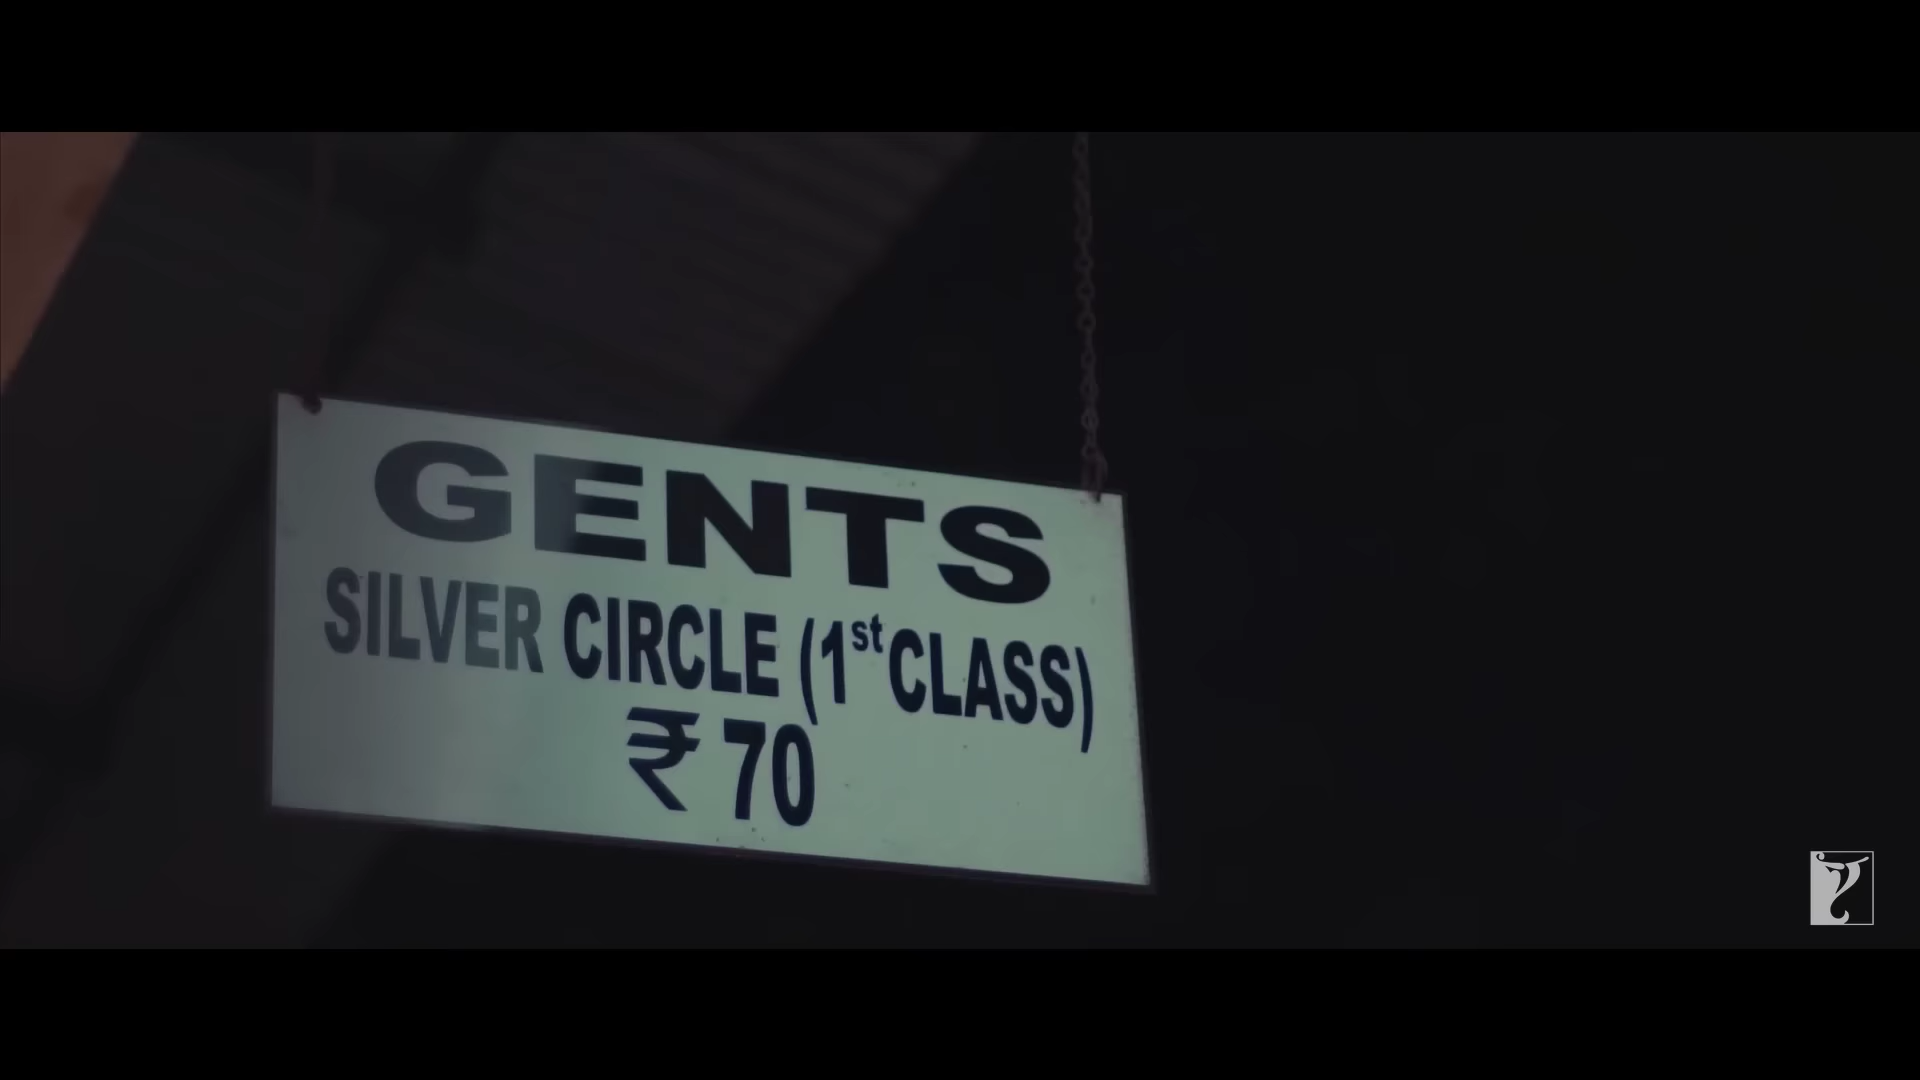 GENTS
SILVER CIRCLE (1st CLASS)
₹ 70